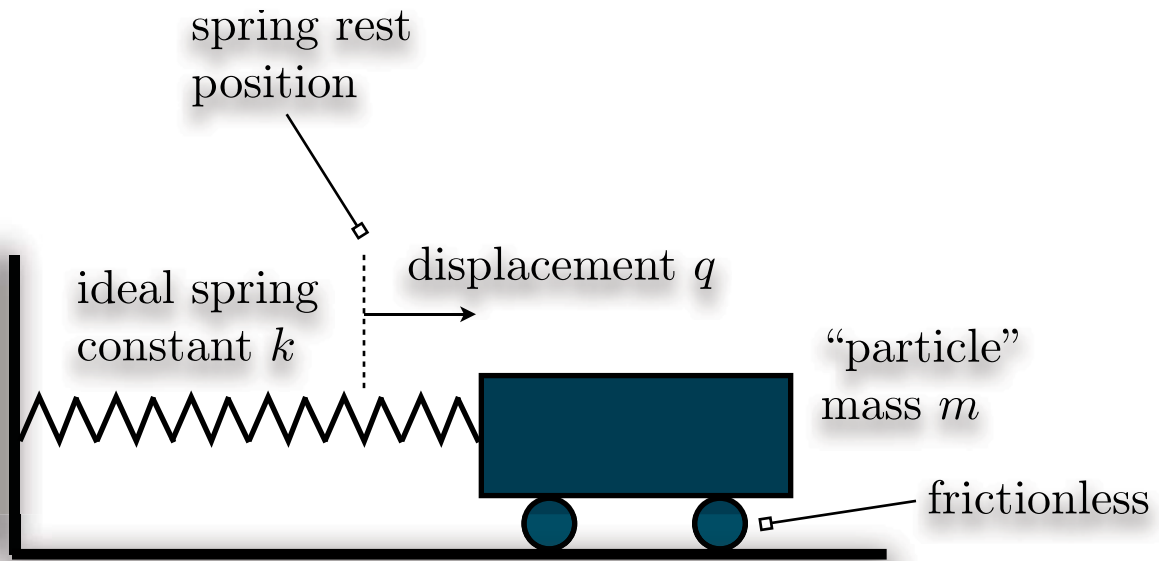 spring rest
position
displacement q
ideal spring
constant k
“particle”
mass m
frictionless